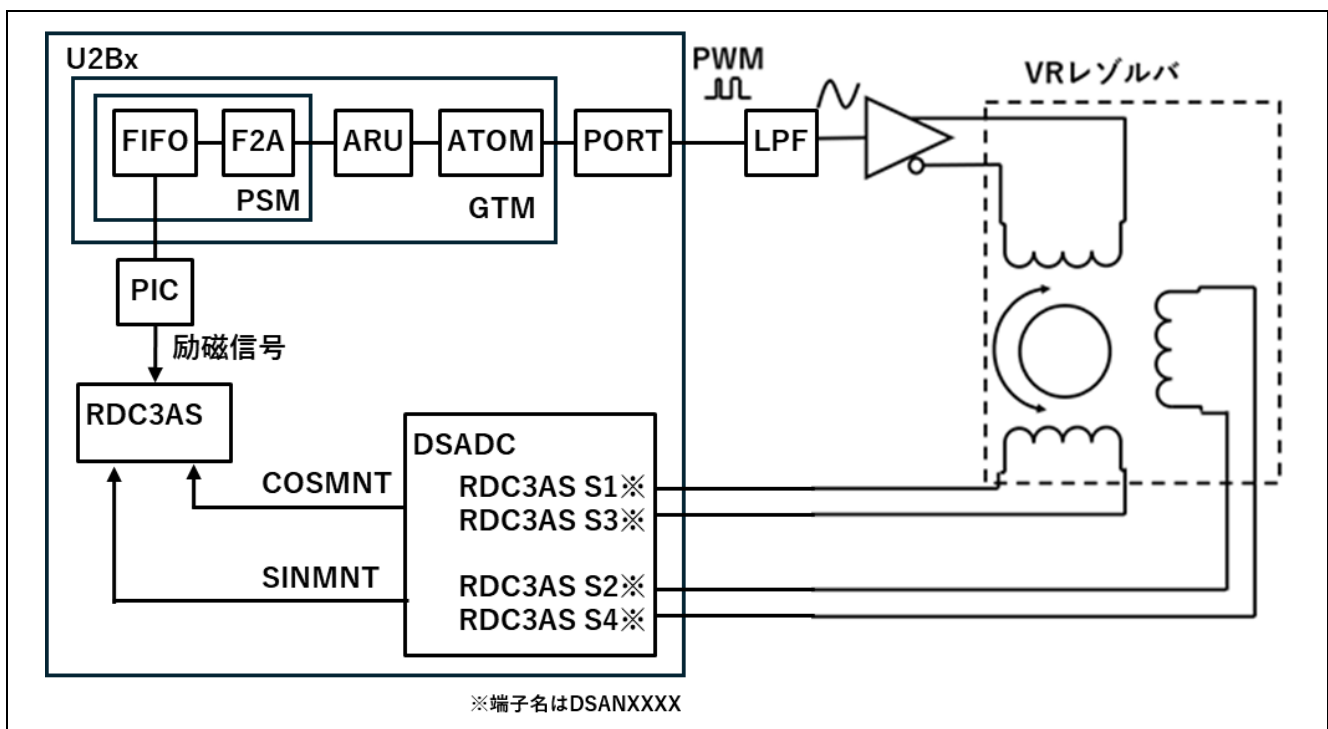 U2Bx
PWM
VRレゾルバ
FIFO
F2A
ARU
ATOM
PORT
LPF
PSM
GTM
PIC
励磁信号
RDC3AS
DSADC
COSMNT
RDC3AS S1※
RDC3AS S3※
SINMNT
RDC3AS S2※
RDC3AS S4※
※端子名はDSANXXXX